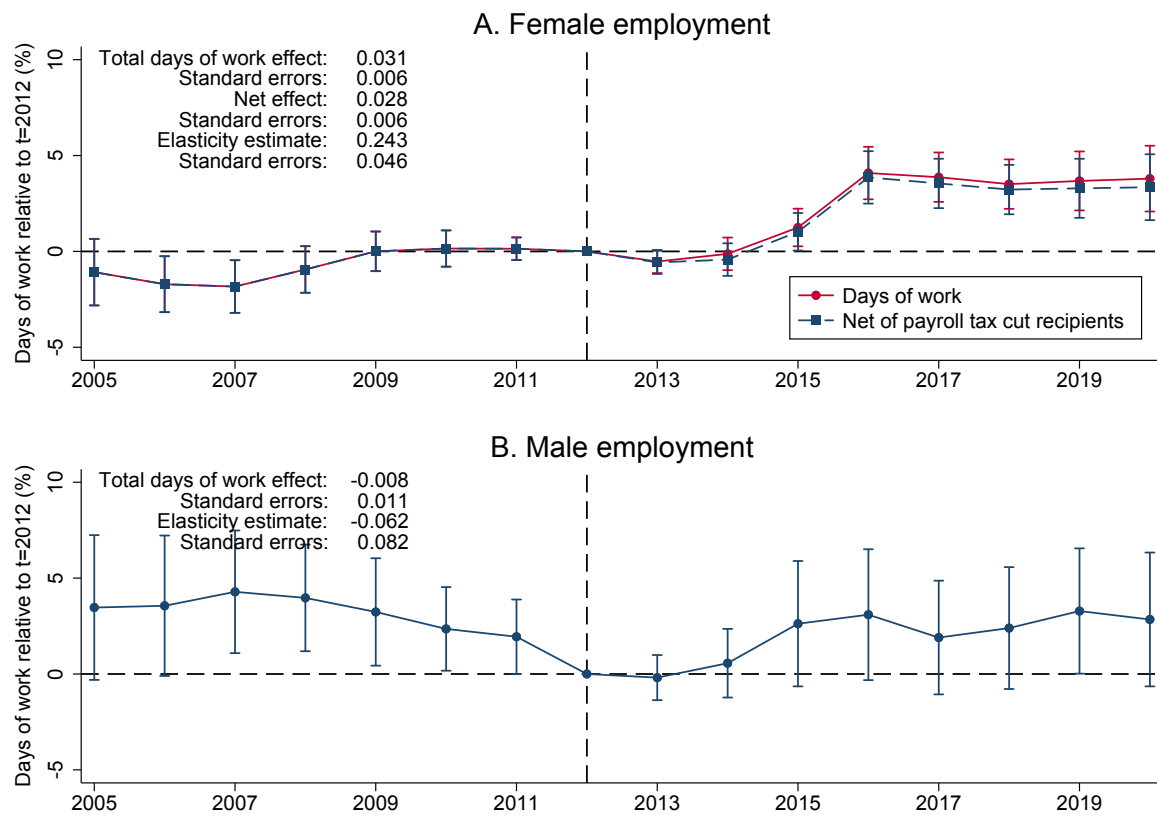 A. Female employment
Days of work relative to t=2012 (%)
10
5
0
-5
Total days of work effect: 0.031
Standard errors: 0.006
Net effect: 0.028
Standard errors: 0.006
Elasticity estimate: 0.243
Standard errors: 0.046
Days of work
Net of payroll tax cut recipients
2005 2007 2009 2011 2013 2015 2017 2019
B. Male employment
Days of work relative to t=2012 (%)
10
5
0
-5
Total days of work effect: -0.008
Standard errors: 0.011
Elasticity estimate: -0.062
Standard errors: 0.082
2005 2007 2009 2011 2013 2015 2017 2019